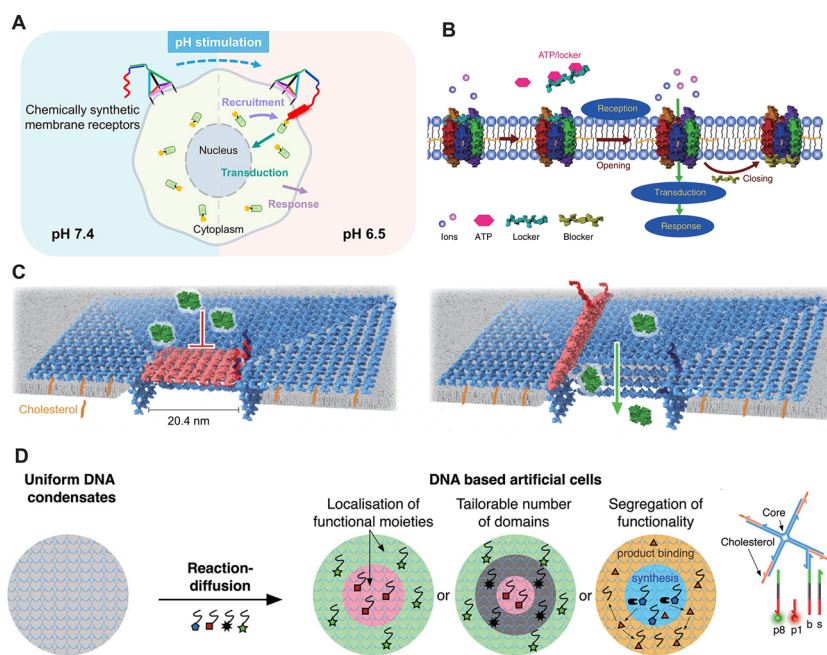 A
pH stimulation
Chemically synthetic
membrane receptors
Recruitment
Nucleus
Transduction
Response
Cytoplasm
pH 7.4
pH 6.5
B
ATP/locker
Reception
Opening
Closing
Transduction
Response
Ions
ATP
Locker
Blocker
C
Cholesterol
20.4 nm
D
Uniform DNA
condensates
Reaction-
diffusion
DNA based artificial cells
Localisation of
functional moieties
or
Tailorable number
of domains
or
Segregation of
functionality
product binding
synthesis
Core
Cholesterol
p8
p1
b
s